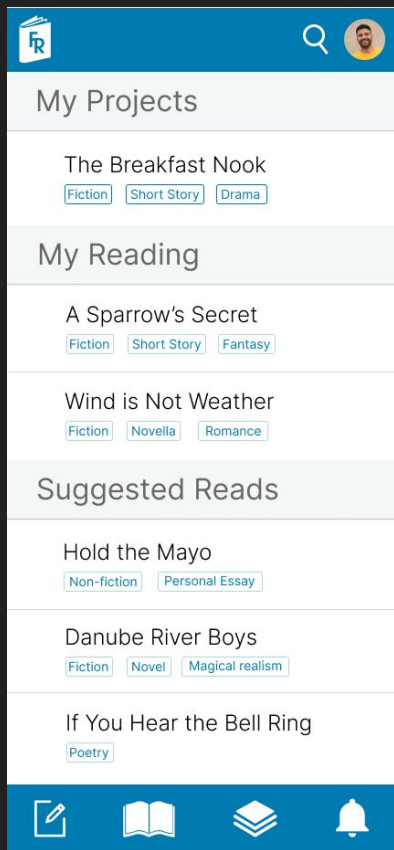 FR
My Projects
The Breakfast Nook
Fiction Short Story Drama
My Reading
A Sparrow’s Secret
Fiction Short Story Fantasy
Wind is Not Weather
Fiction Novella Romance
Suggested Reads
Hold the Mayo
Non-fiction Personal Essay
Danube River Boys
Fiction Novel Magical realism
If You Hear the Bell Ring
Poetry